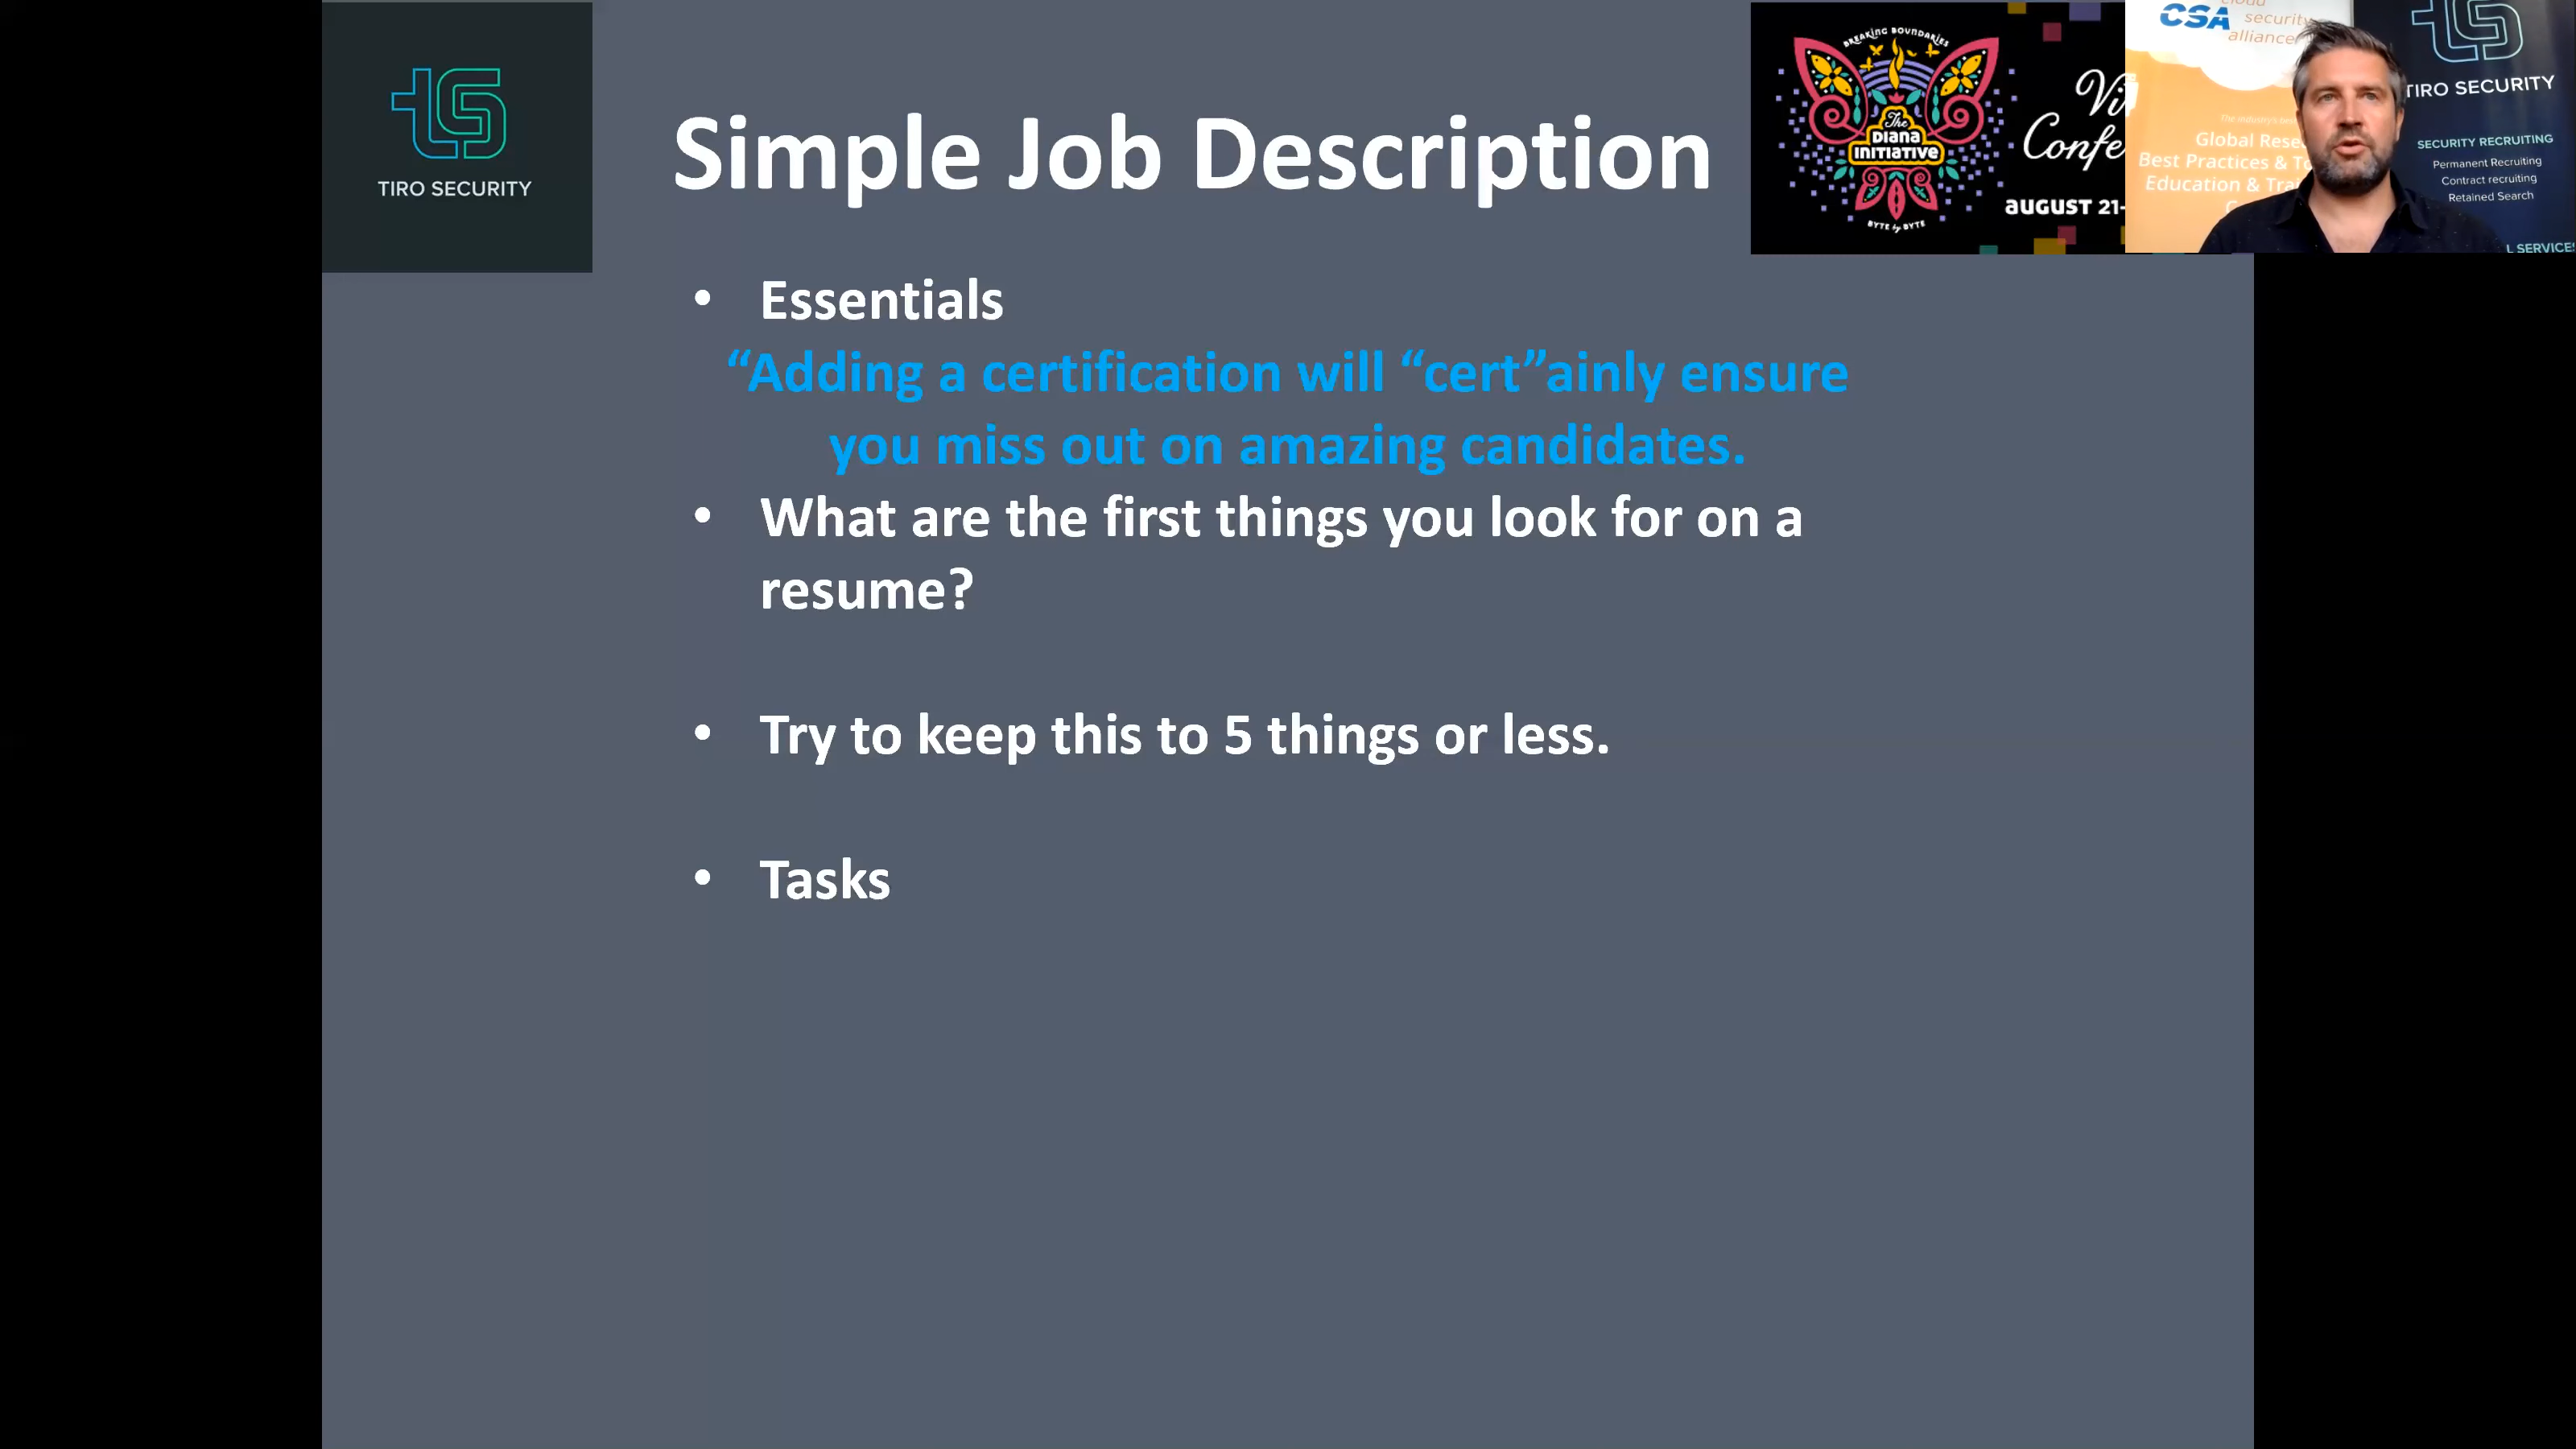 TIRO SECURITY
Simple Job Description
BREAKING BOUNDARIES
The
Diana
INITIATIVE
BYTE by BYTE
AUGUST 21-
CSA
cloud
security
alliance
Global
Best Practices &
Education &
TIRO SECURITY
SECURITY RECRUITING
Permanent Recruiting
Contract recruiting
Retained Search
• Essentials
“Adding a certification will “cert”ainly ensure
you miss out on amazing candidates.
• What are the first things you look for on a
resume?
• Try to keep this to 5 things or less.
• Tasks